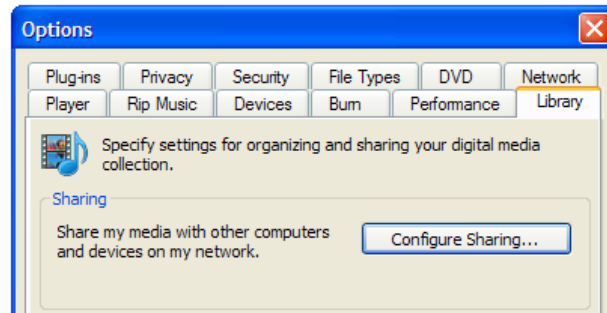 Options
Plug-ins Privacy Security File Types DVD Network
Player Rip Music Devices Burn Performance Library
Specify settings for organizing and sharing your digital media
collection.
Sharing
Share my media with other computers
and devices on my network.
Configure Sharing...